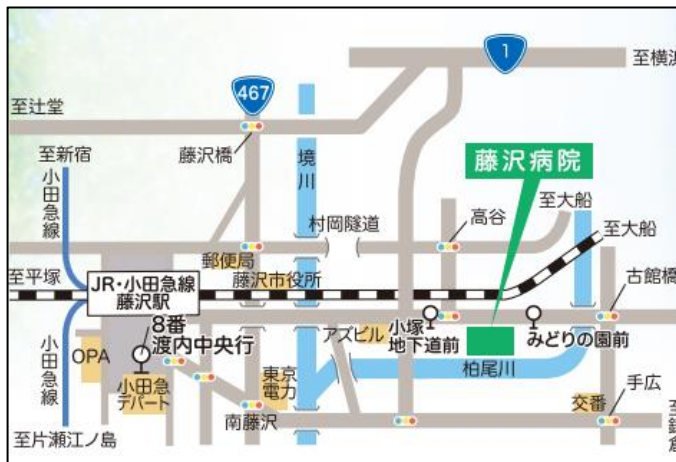 1
至横浜
467
至辻堂
藤沢橋
境川
至新宿
小田急線
藤沢病院
至大船
村岡隧道
高谷
至大船
郵便局
至平塚
JR・小田急線
藤沢駅
藤沢市役所
古館橋
8番
渡内中央行
アズビル
小塚
地下道前
みどりの園前
OPA
小田急線
小田急
デパート
東京
電力
柏尾川
南藤沢
交番
手広
至片瀬江ノ島
至鎌倉